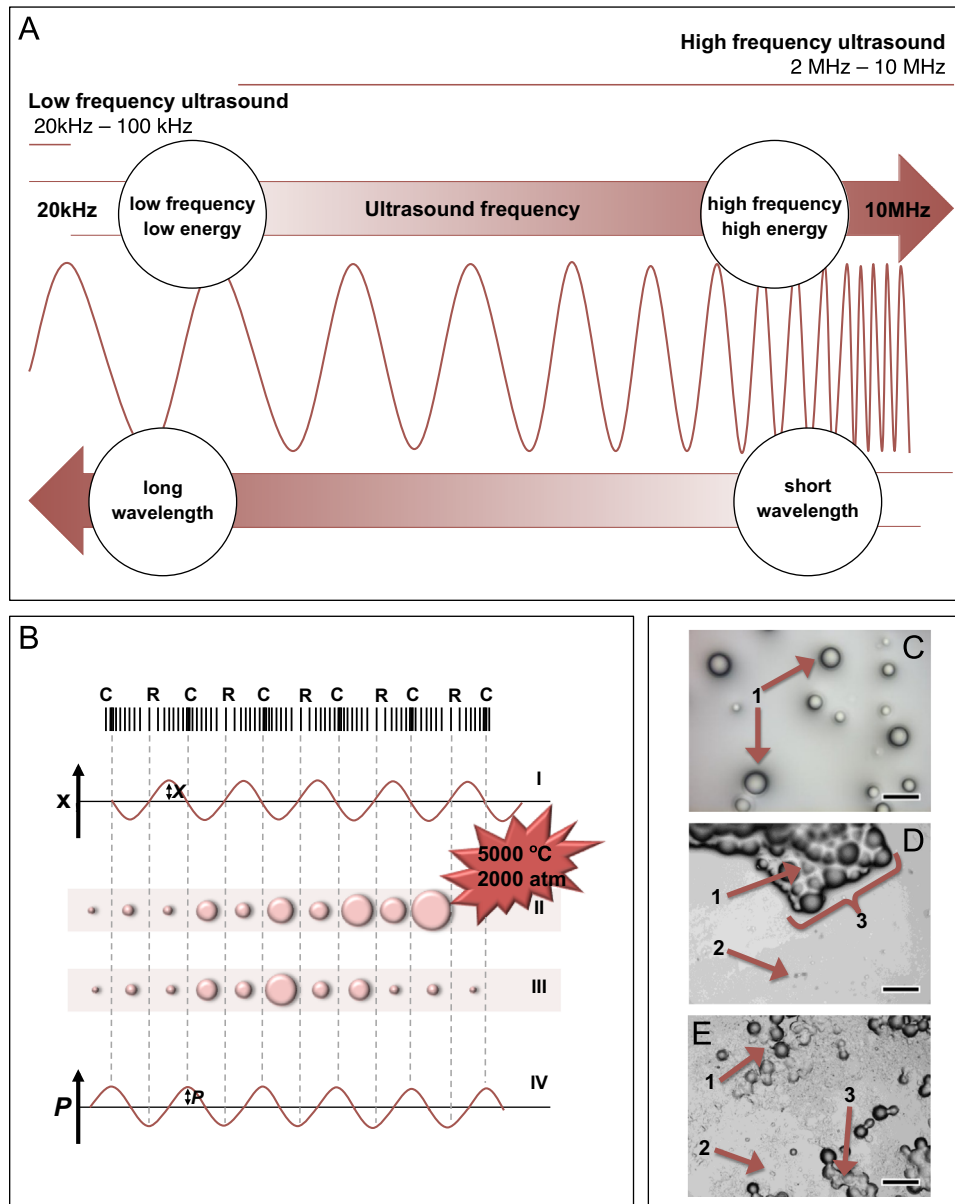 A
High frequency ultrasound
2 MHz – 10 MHz
Low frequency ultrasound
20kHz – 100 kHz
20kHz
low frequency
low energy
Ultrasound frequency
high frequency
high energy
10MHz
long
wavelength
short
wavelength
B
C R C R C R C R C R C
I
x
X
5000 °C
2000 atm
II
III
IV
P
P
C
1
D
1
3
2
E
1
3
2